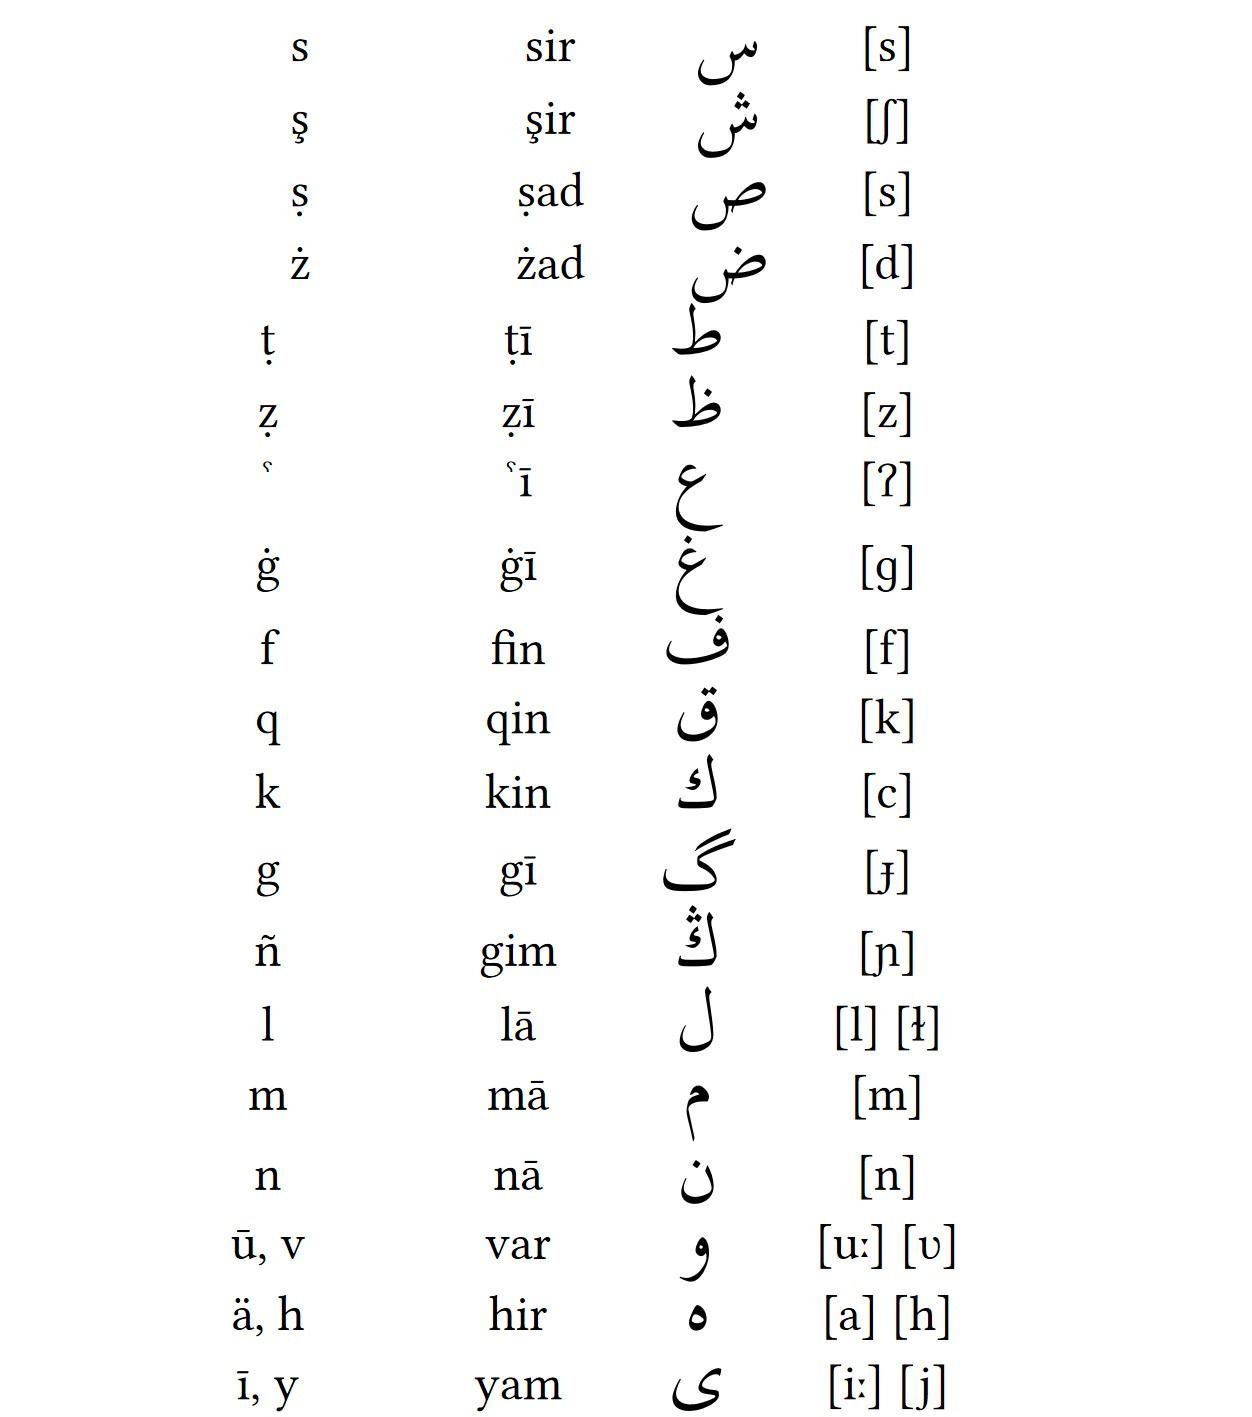 s sir س [s]
ş şir ش [ʃ]
ṣ ṣad ص [s]
ż żad ض [d]
ṭ ṭī ط [t]
ẓ ẓī ظ [z]
ˁ ˁī ع [ʔ]
ġ ġī غ [ɡ]
f fin ف [f]
q qin ق [k]
k kin ك [c]
g gī گ [ɟ]
ñ gim ڭ [ɲ]
l lā ل [l] [ɫ]
m mā م [m]
n nā ن [n]
ū, v var و [uː] [ʋ]
ä, h hir ه [a] [h]
ī, y yam ى [iː] [j]